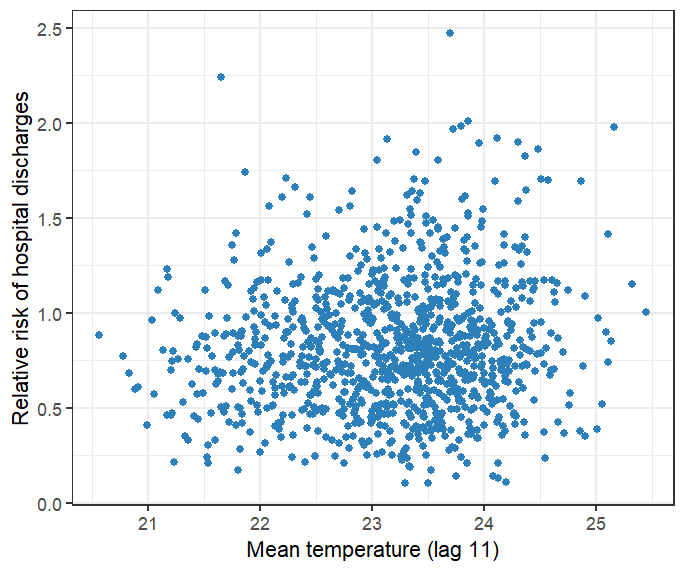 Relative risk of hospital discharges
2.5
2.0
1.5
1.0
0.5
0.0
21 22 23 24 25
Mean temperature (lag 11)